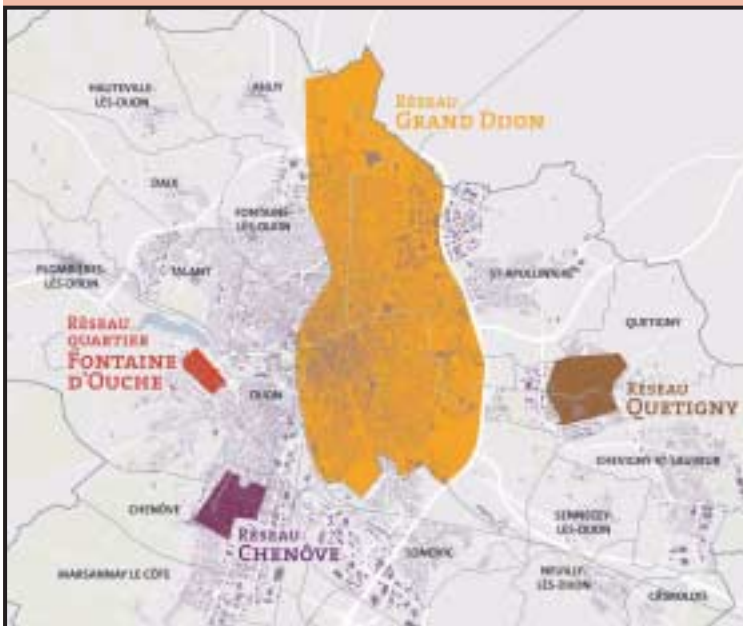 HAUTEVILLE-
LÈS-DIJON
AHUY
RÉSEAU
GRAND DIJON
DAIX
FONTAINE-
LÈS-DIJON
PLOMBIÈRES-
LÈS-DIJON
TALANT
ST-APOLLINAIRE
QUETIGNY
RÉSEAU
QUARTIER
FONTAINE
D'OUCHE
DIJON
RÉSEAU
QUETIGNY
CHEVIGNY-ST-SAUVEUR
CHENÔVE
RÉSEAU
CHENÔVE
SENNECEY-
LÈS-DIJON
LONGVIC
MARSANNAY LE CÔTE
NEUILLY-
LÈS-DIJON
CRIMOLOIS